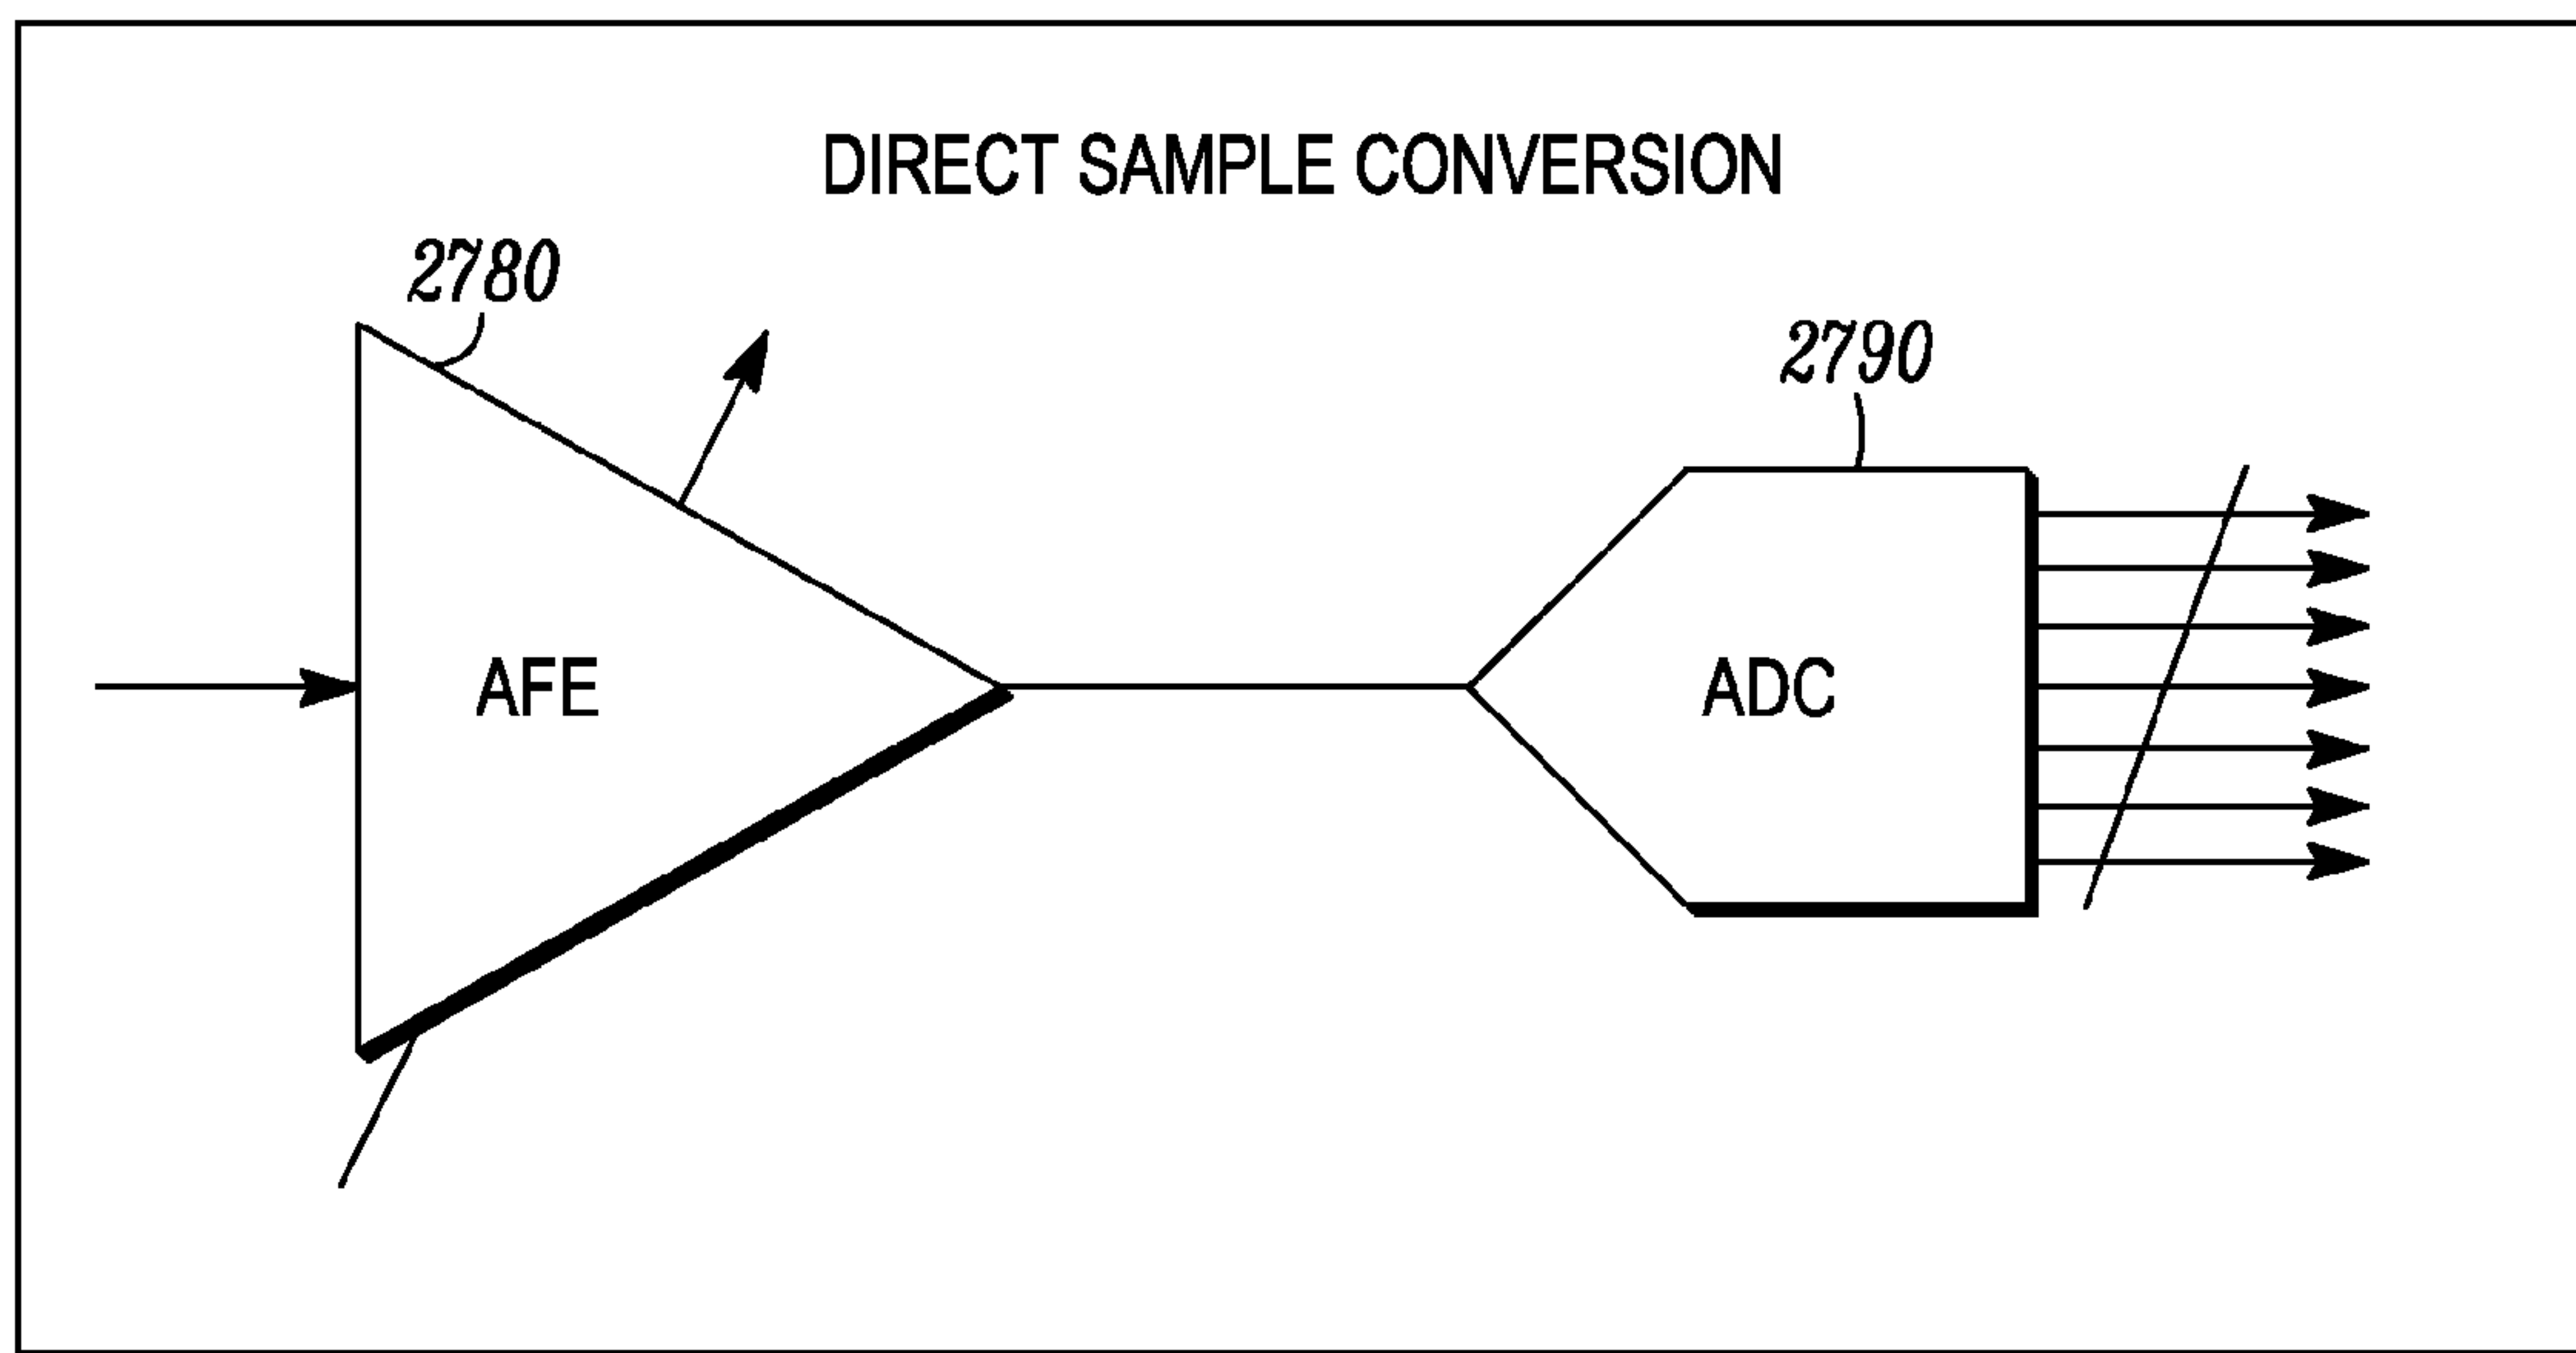 DIRECT SAMPLE CONVERSION
2780
2790
AFE
ADC